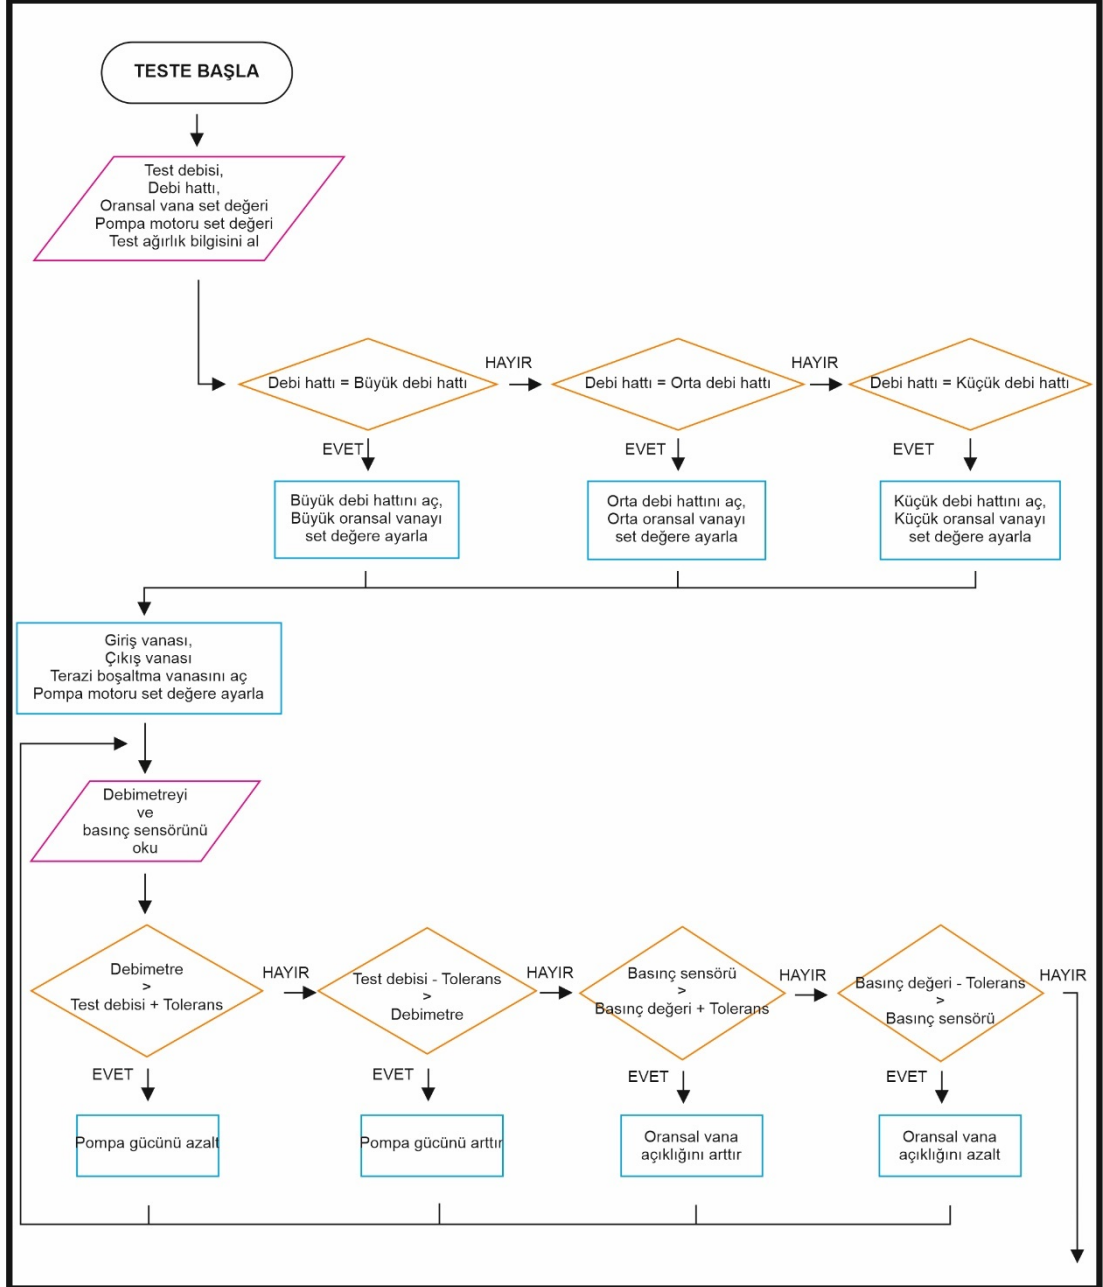 TESTE BAŞLA
Test debisi,
Debi hattı,
Oransal vana set değeri
Pompa motoru set değeri
Test ağırlık bilgisini al
Debi hattı = Büyük debi hattı
HAYIR
Debi hattı = Orta debi hattı
HAYIR
Debi hattı = Küçük debi hattı
EVET
EVET
EVET
Büyük debi hattını aç,
Büyük oransal vanayı
set değere ayarla
Orta debi hattını aç,
Orta oransal vanayı
set değere ayarla
Küçük debi hattını aç,
Küçük oransal vanayı
set değere ayarla
Giriş vanası,
Çıkış vanası
Terazi boşaltma vanasını aç
Pompa motoru set değere ayarla
Debimetreyi
ve
basınç sensörünü
oku
Debimetre
>
Test debisi + Tolerans
HAYIR
Test debisi - Tolerans
>
Debimetre
HAYIR
Basınç sensörü
>
Basınç değeri + Tolerans
HAYIR
Basınç değeri - Tolerans
>
Basınç sensörü
HAYIR
EVET
EVET
EVET
EVET
Pompa gücünü azalt
Pompa gücünü arttır
Oransal vana
açıklığını arttır
Oransal vana
açıklığını azalt